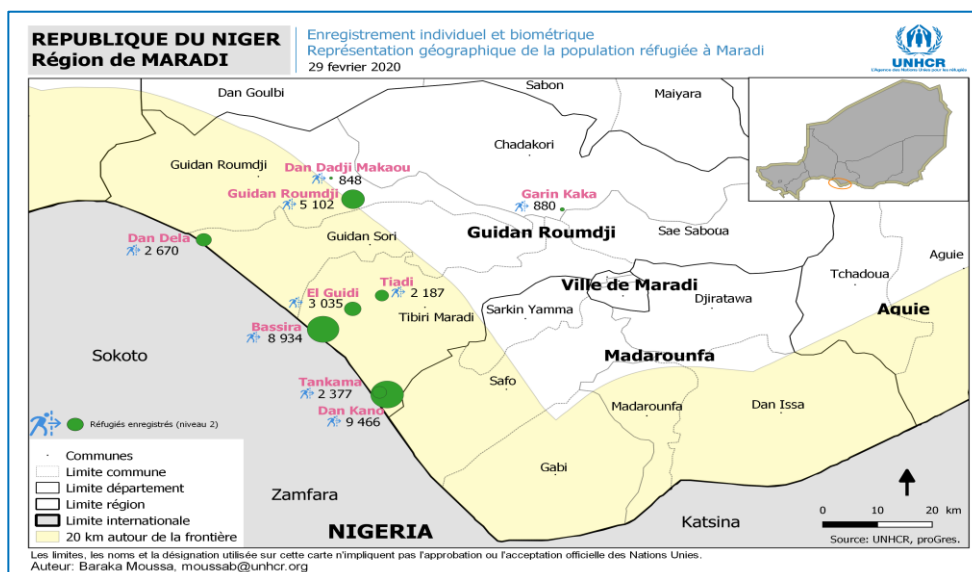 REPUBLIQUE DU NIGER
Région de MARADI
Enregistrement individuel et biométrique
Représentation géographique de la population réfugiée à Maradi
29 fevrier 2020
UNHCR
L'Agence des Nations Unies pour les réfugiés
Dan Goulbi
Sabon
Maiyara
Chadakori
Guidan Roumdji
Dan Dadji Makaou
848
Guidan Roumdji
5 102
Garin Kaka
880
Guidan Roumdji
Sae Saboua
Dan Dela
2 670
Guidan Sori
Aguie
Tchadoua
Tiadi
2 187
El Guidi
3 035
Ville de Maradi
Djiratawa
Tibiri Maradi
Sarkin Yamma
Aguie
Bassira
8 934
Sokoto
Madarounfa
Tankama
2 377
Safo
Dan Kano
9 466
Madarounfa
Dan Issa
Gabi
Zamfara
Katsina
NIGERIA
Réfugiés enregistrés (niveau 2)
Communes
Limite commune
Limite département
Limite région
Limite internationale
20 km autour de la frontière
0 10 20 km
Source: UNHCR, proGres.
Les limites, les noms et la désignation utilisée sur cette carte n'impliquent pas l'approbation ou l'acceptation officielle des Nations Unies.
Auteur: Baraka Moussa, moussab@unhcr.org